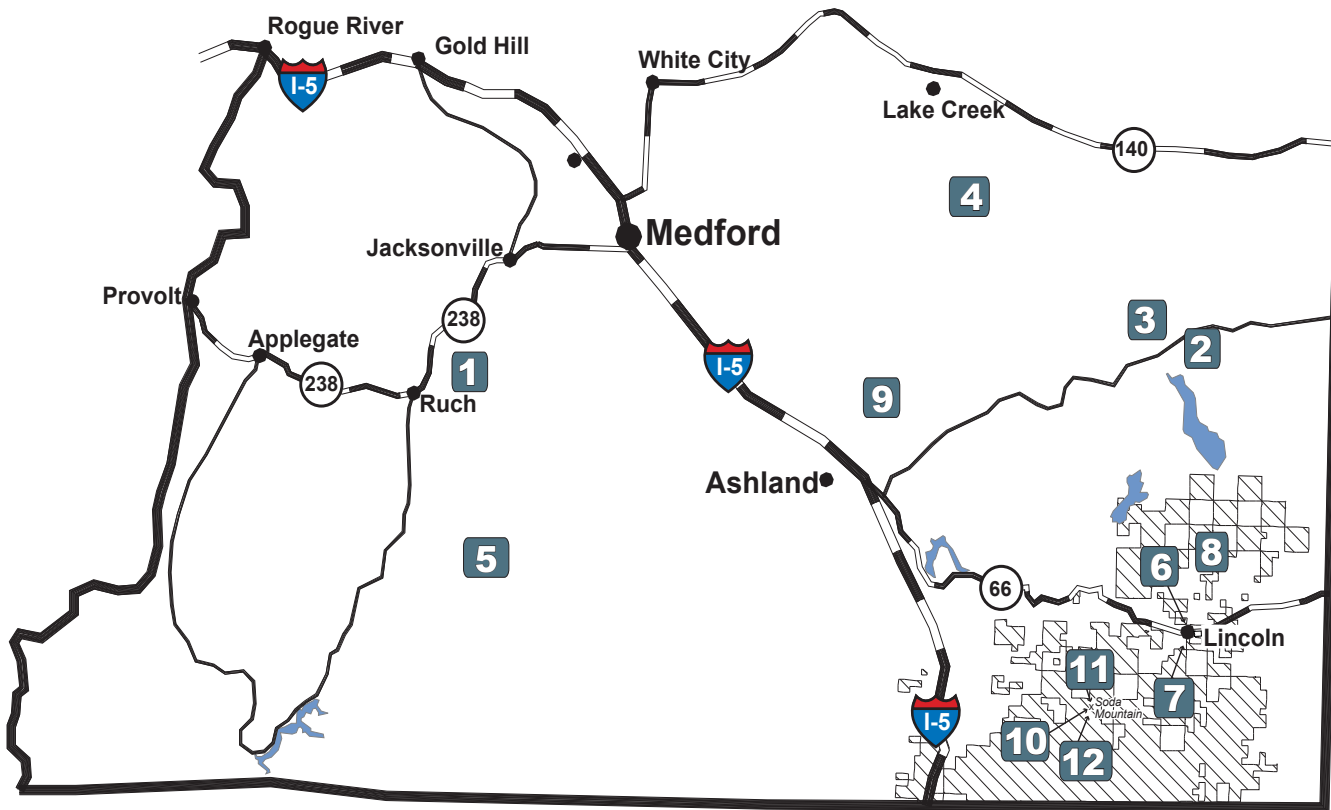 Rogue River
Gold Hill
I-5
White City
Lake Creek
140
4
Medford
Jacksonville
Provolt
238
3
2
Applegate
I-5
238
1
Ruch
9
Ashland
5
8
6
66
Lincoln
11
7
Soda
Mountain
I-5
10
12